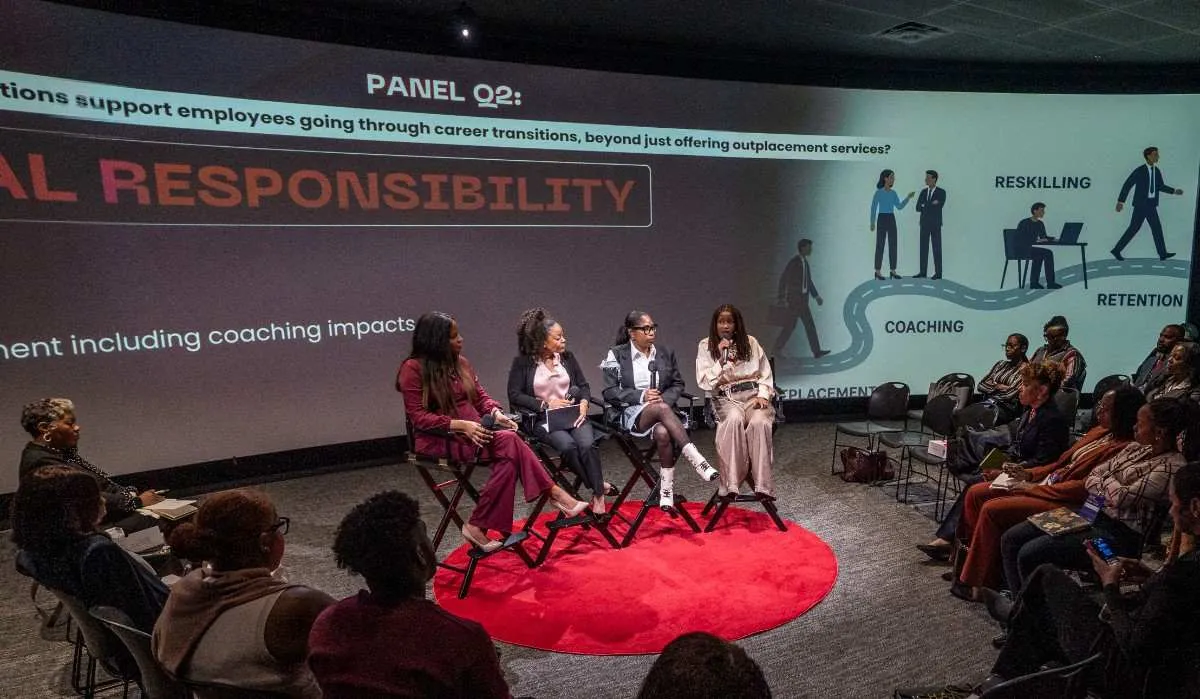 PANEL Q2:
tions support employees going through career transitions, beyond just offering outplacement services?
AL RESPONSIBILITY
ment including coaching impacts
RESKILLING
RETENTION
COACHING
PLACEMENT